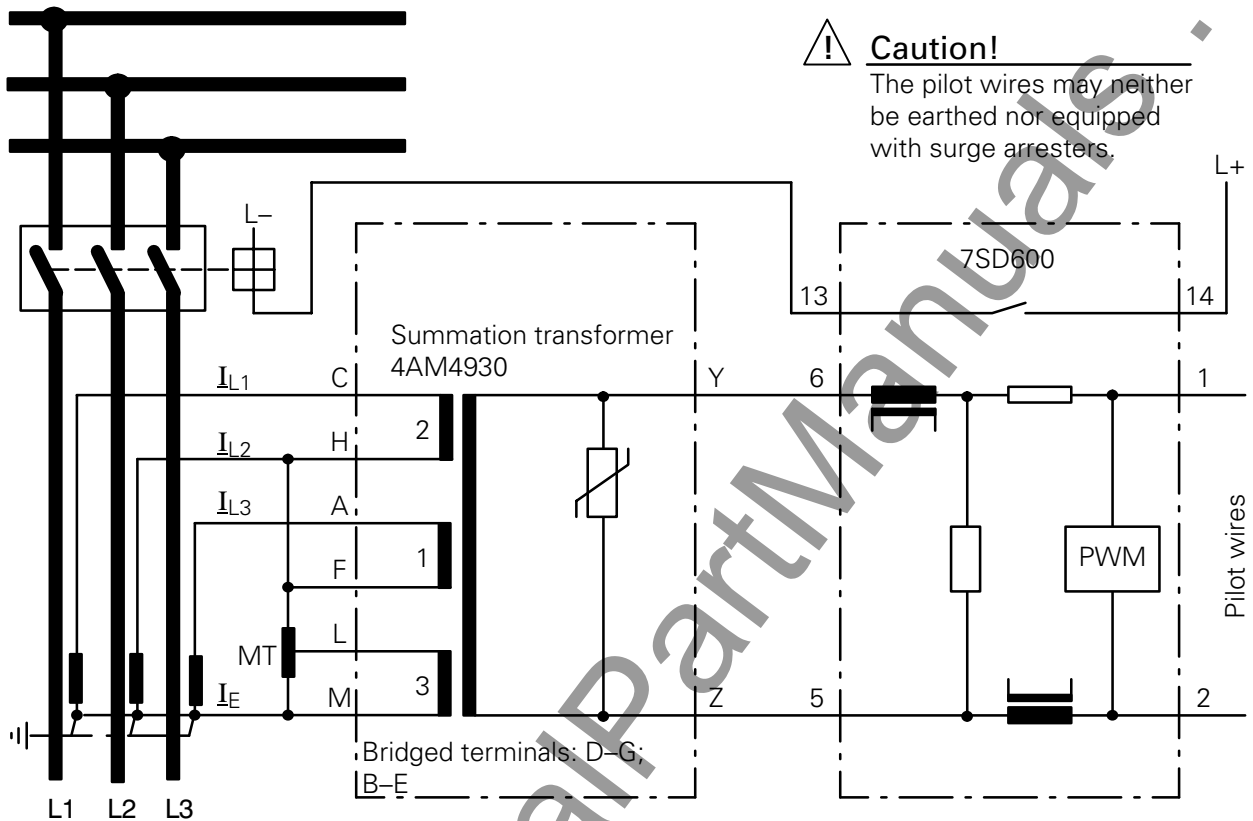 ! Caution!
The pilot wires may neither
be earthed nor equipped
with surge arresters.
L+
L–
7SD600
13
14
Summation transformer
4AM4930
IL1
C
Y
6
1
2
IL2
H
IL3
A
1
F
PWM
Pilot wires
L
MT
3
IE
M
Z
5
2
Bridged terminals: D–G;
B–E
L1
L2
L3
alPartManuals .